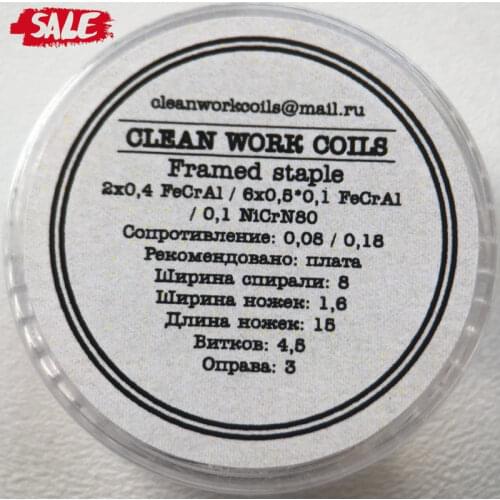 SALE
cleanworkcoils@mail.ru
CLEAN WORK COILS
Framed staple
2x0,4 FeCrAl / 6x0,5*0,1 FeCrAl
/ 0,1 NiCrN80
Сопротивление: 0,08 / 0,18
Рекомендовано: плата
Ширина спирали: 8
Ширина ножек: 1,6
Длина ножек: 15
Витков: 4,5
Оправа: 3